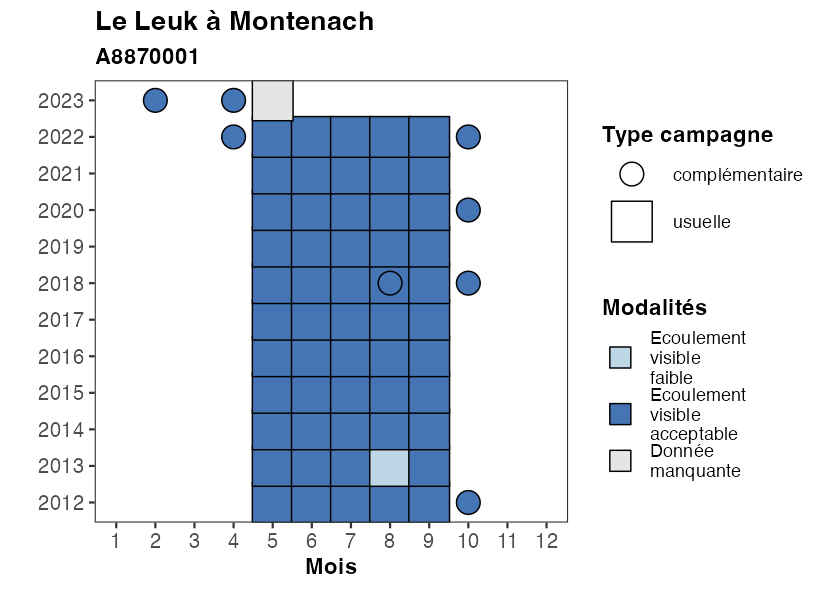 Le Leuk à Montenach
A8870001
2023
2022
2021
2020
2019
2018
2017
2016
2015
2014
2013
2012
1 2 3 4 5 6 7 8 9 10 11 12
Mois
Type campagne
complémentaire
usuelle
Modalités
Ecoulement
visible
faible
Ecoulement
visible
acceptable
Donnée
manquante